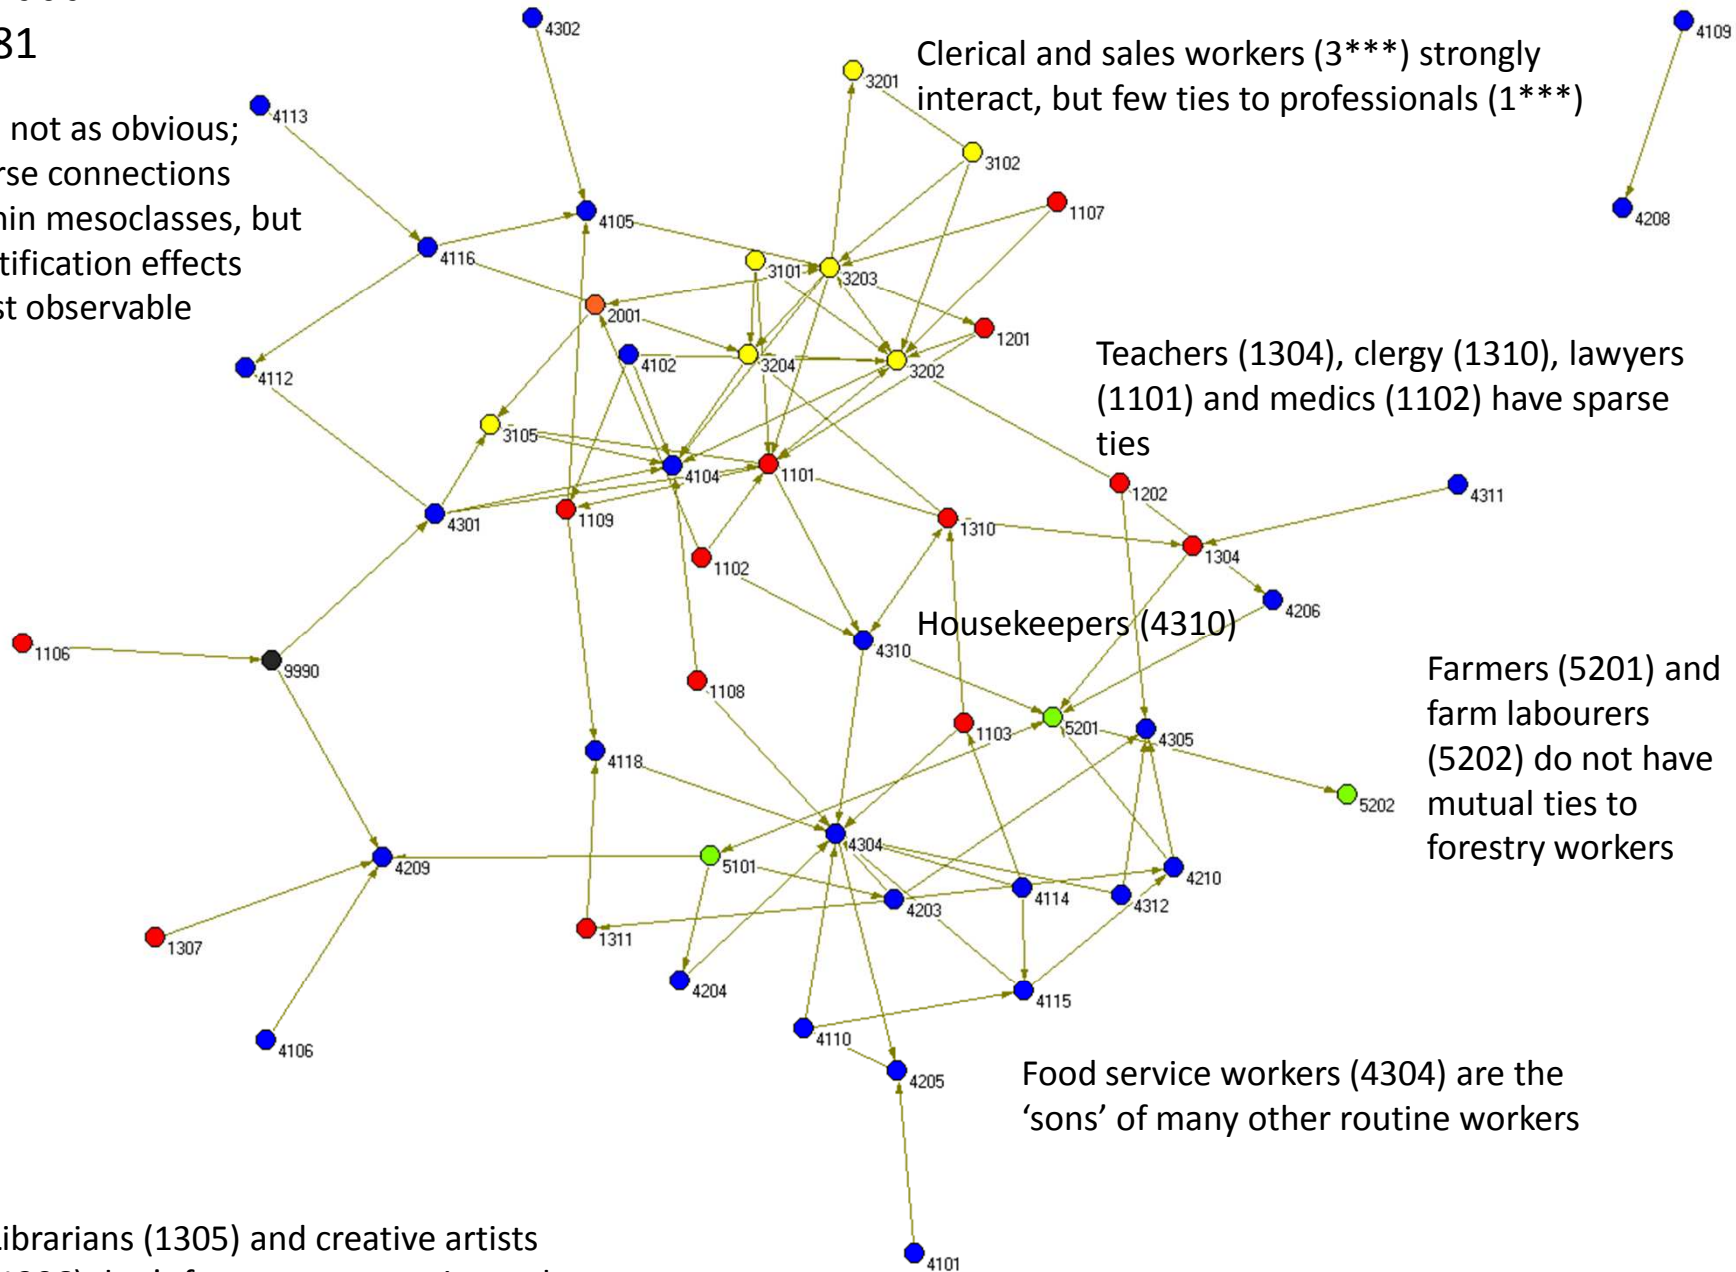 81
not as obvious;
connections
mesoclasses, but
effects
observable
Clerical and sales workers (3***) strongly
interact, but few ties to professionals (1***)
Teachers (1304), clergy (1310), lawyers
(1101) and medics (1102) have sparse
ties
Housekeepers (4310)
Farmers (5201) and
farm labourers
(5202) do not have
mutual ties to
forestry workers
Food service workers (4304) are the
‘sons’ of many other routine workers
Librarians (1305) and creative artists
4302
4109
4113
3201
3102
4208
1107
4105
4116
3101
3203
2001
1201
4102
3204
3202
4112
3105
4104
1101
1202
4311
4301
1109
1310
1304
1102
4206
4310
1106
9990
1108
5201
1103
4305
4118
5202
4304
4209
5101
4210
4203
4114
4312
1311
1307
4204
4115
4110
4106
4205
4101